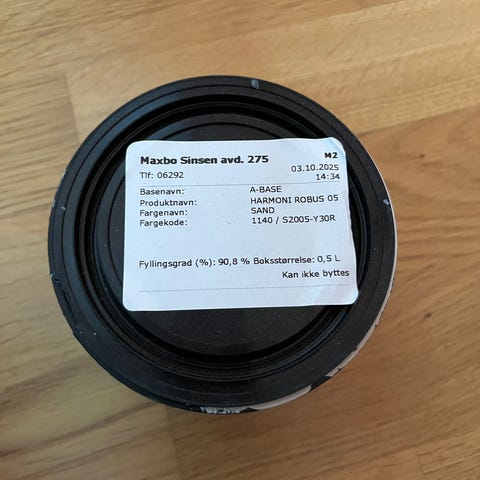 Maxbo Sinsen avd. 275 M2
Tlf: 06292 03.10.2025
14:34
Basenavn: A-BASE
Produktnavn: HARMONI ROBUS 05
Fargenavn: SAND
Fargekode: 1140 / S2005-Y30R
Fyllingsgrad (%): 90,8 % Boksstørrelse: 0,5 L
Kan ikke byttes